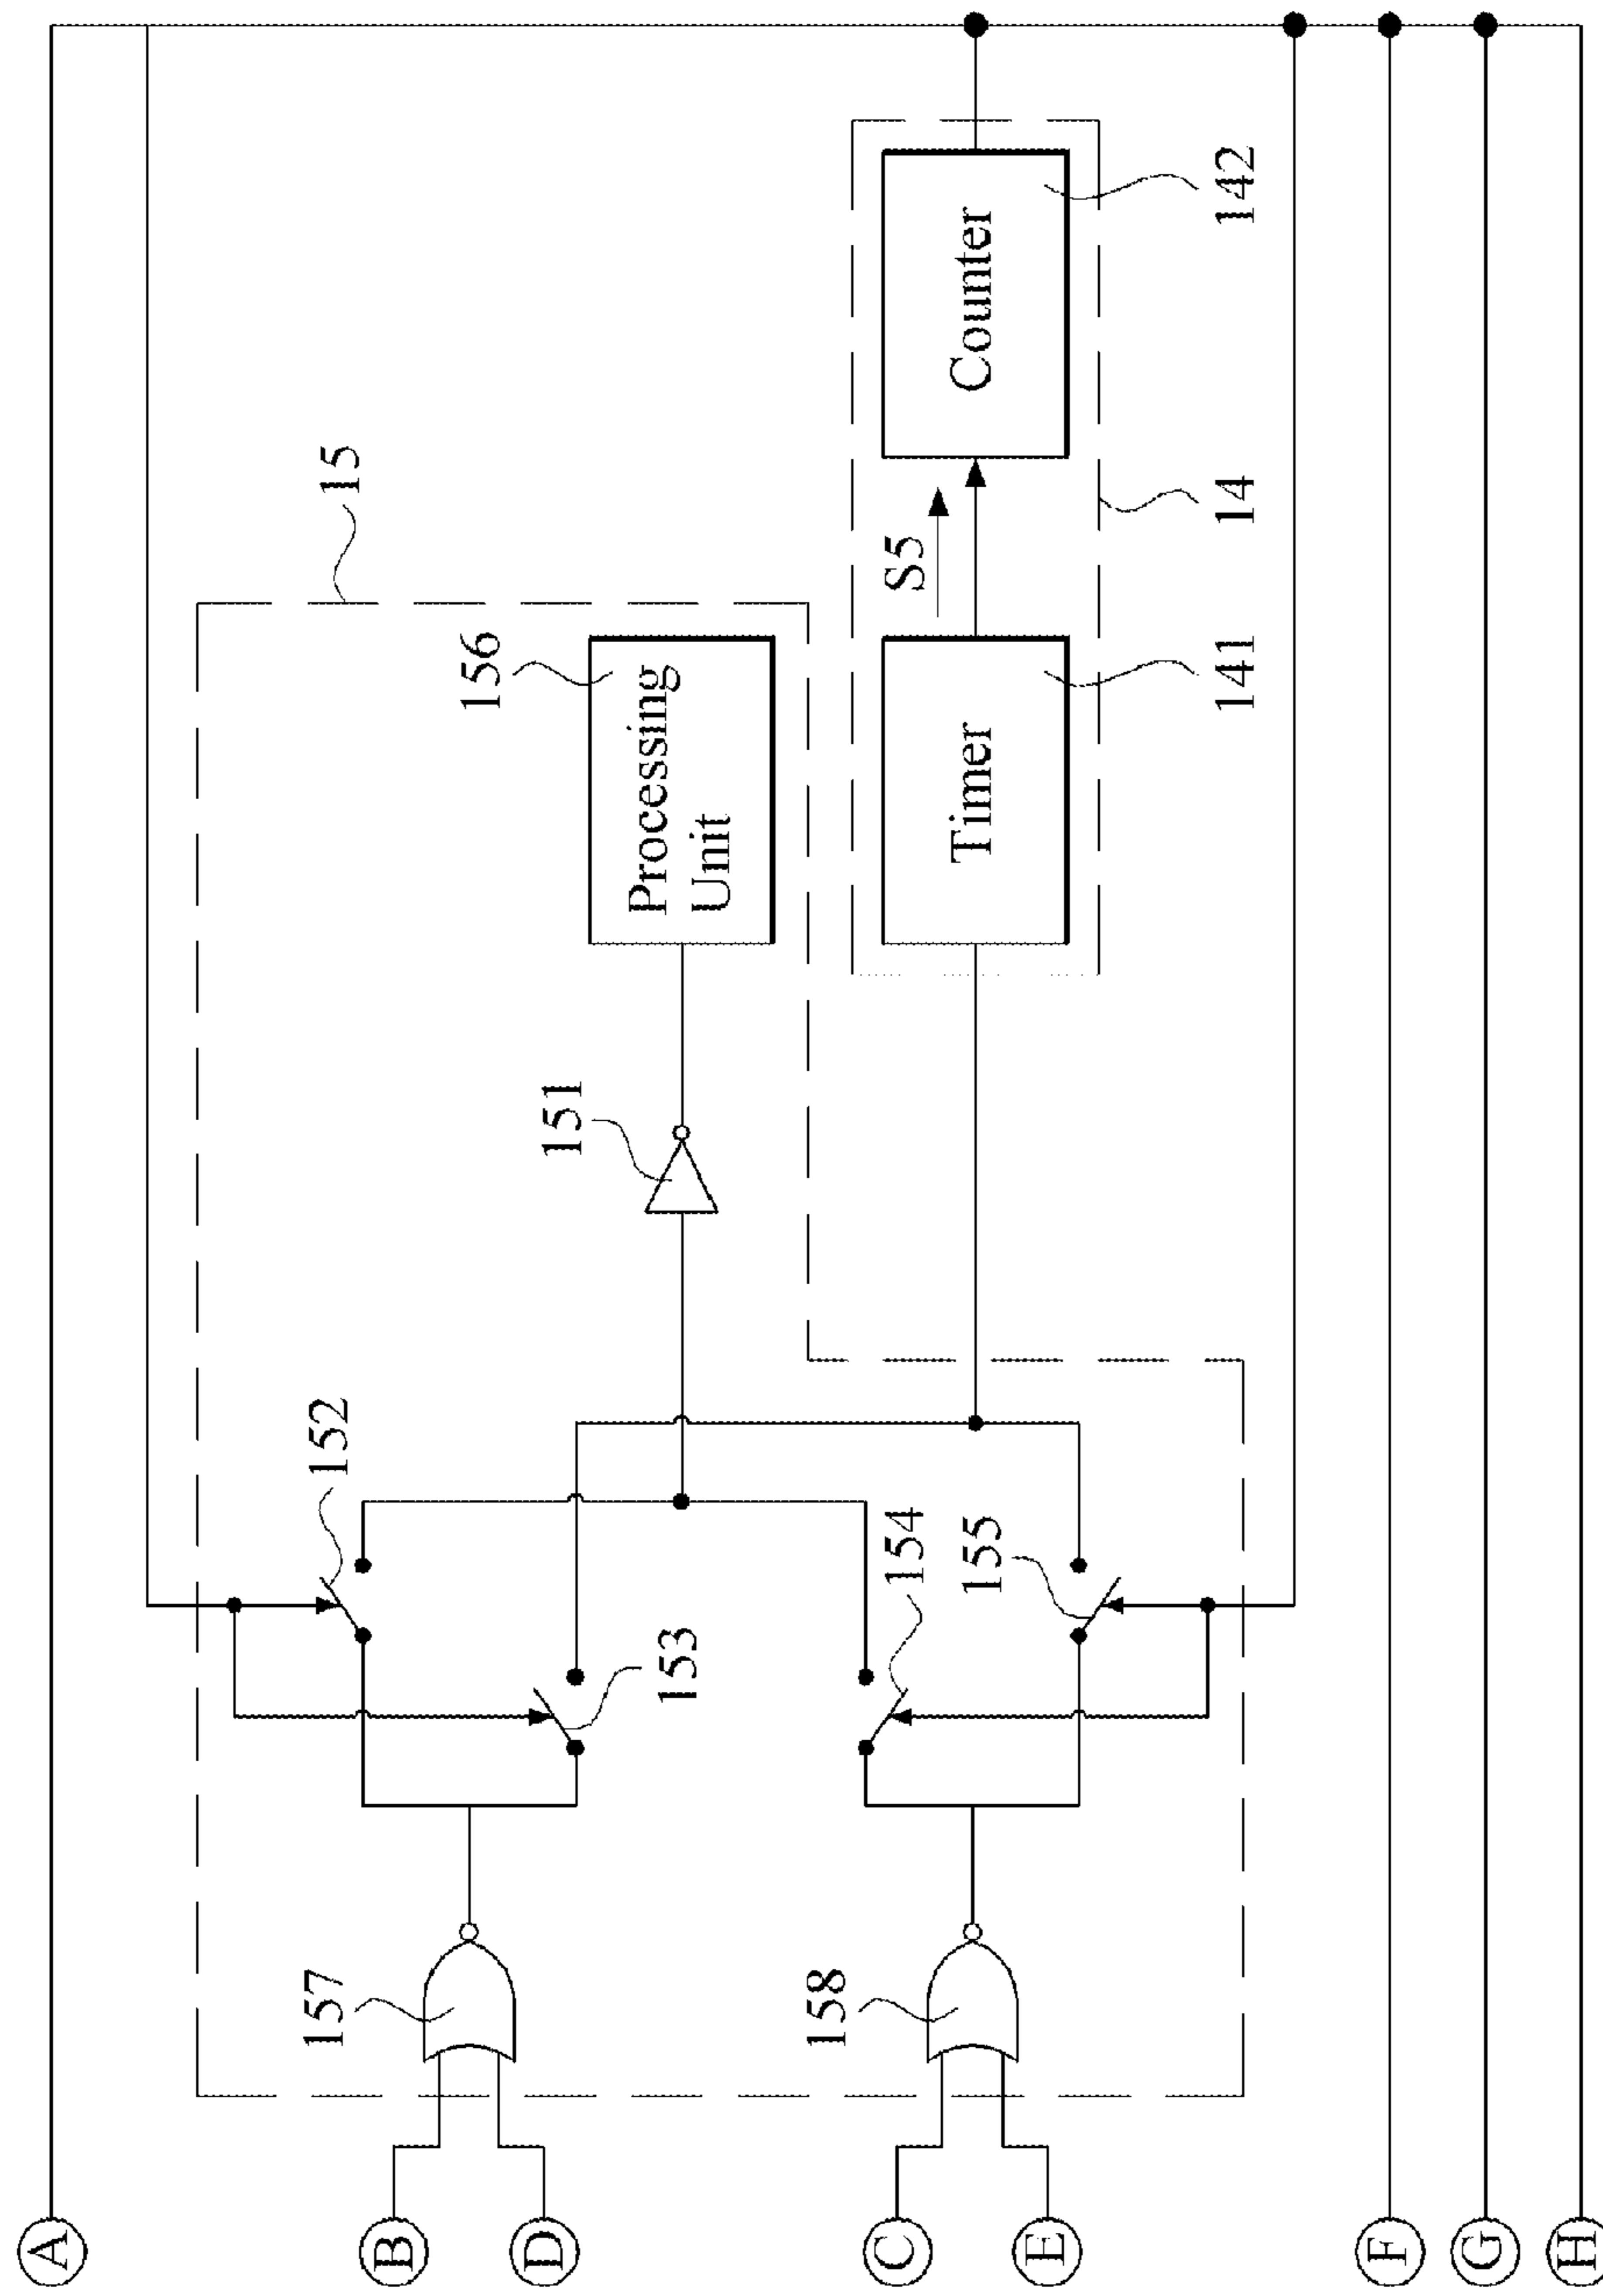 A
B
D
C
E
F
G
H
157
158
152
153
154
155
151
15
156
Processing
Unit
Timer
141
S5
14
Counter
142